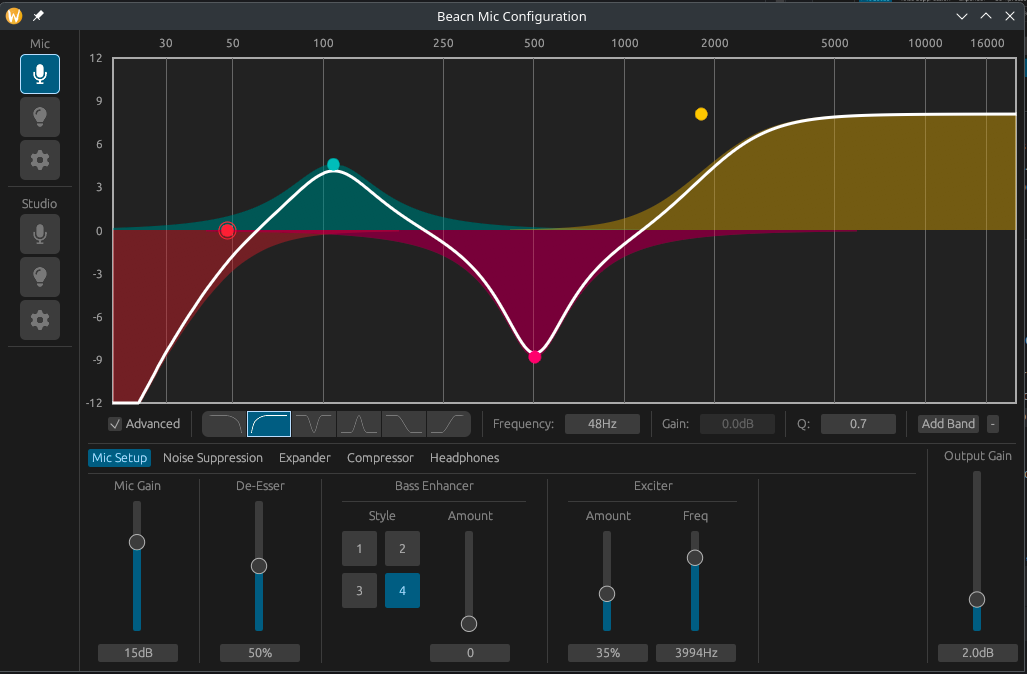 Beacn Mic Configuration
Mic
Studio
30 50 100 250 500 1000 2000 5000 10000 16000
12
9
6
3
0
-3
-6
-9
-12
Advanced Frequency: 48Hz Gain: 0.0dB Q: 0.7 Add Band -
Mic Setup Noise Suppression Expander Compressor Headphones
Output Gain
2.0dB
Mic Gain
15dB
De-Esser
50%
Bass Enhancer
Style Amount
1 2
3 4
0
Exciter
Amount Freq
35% 3994Hz